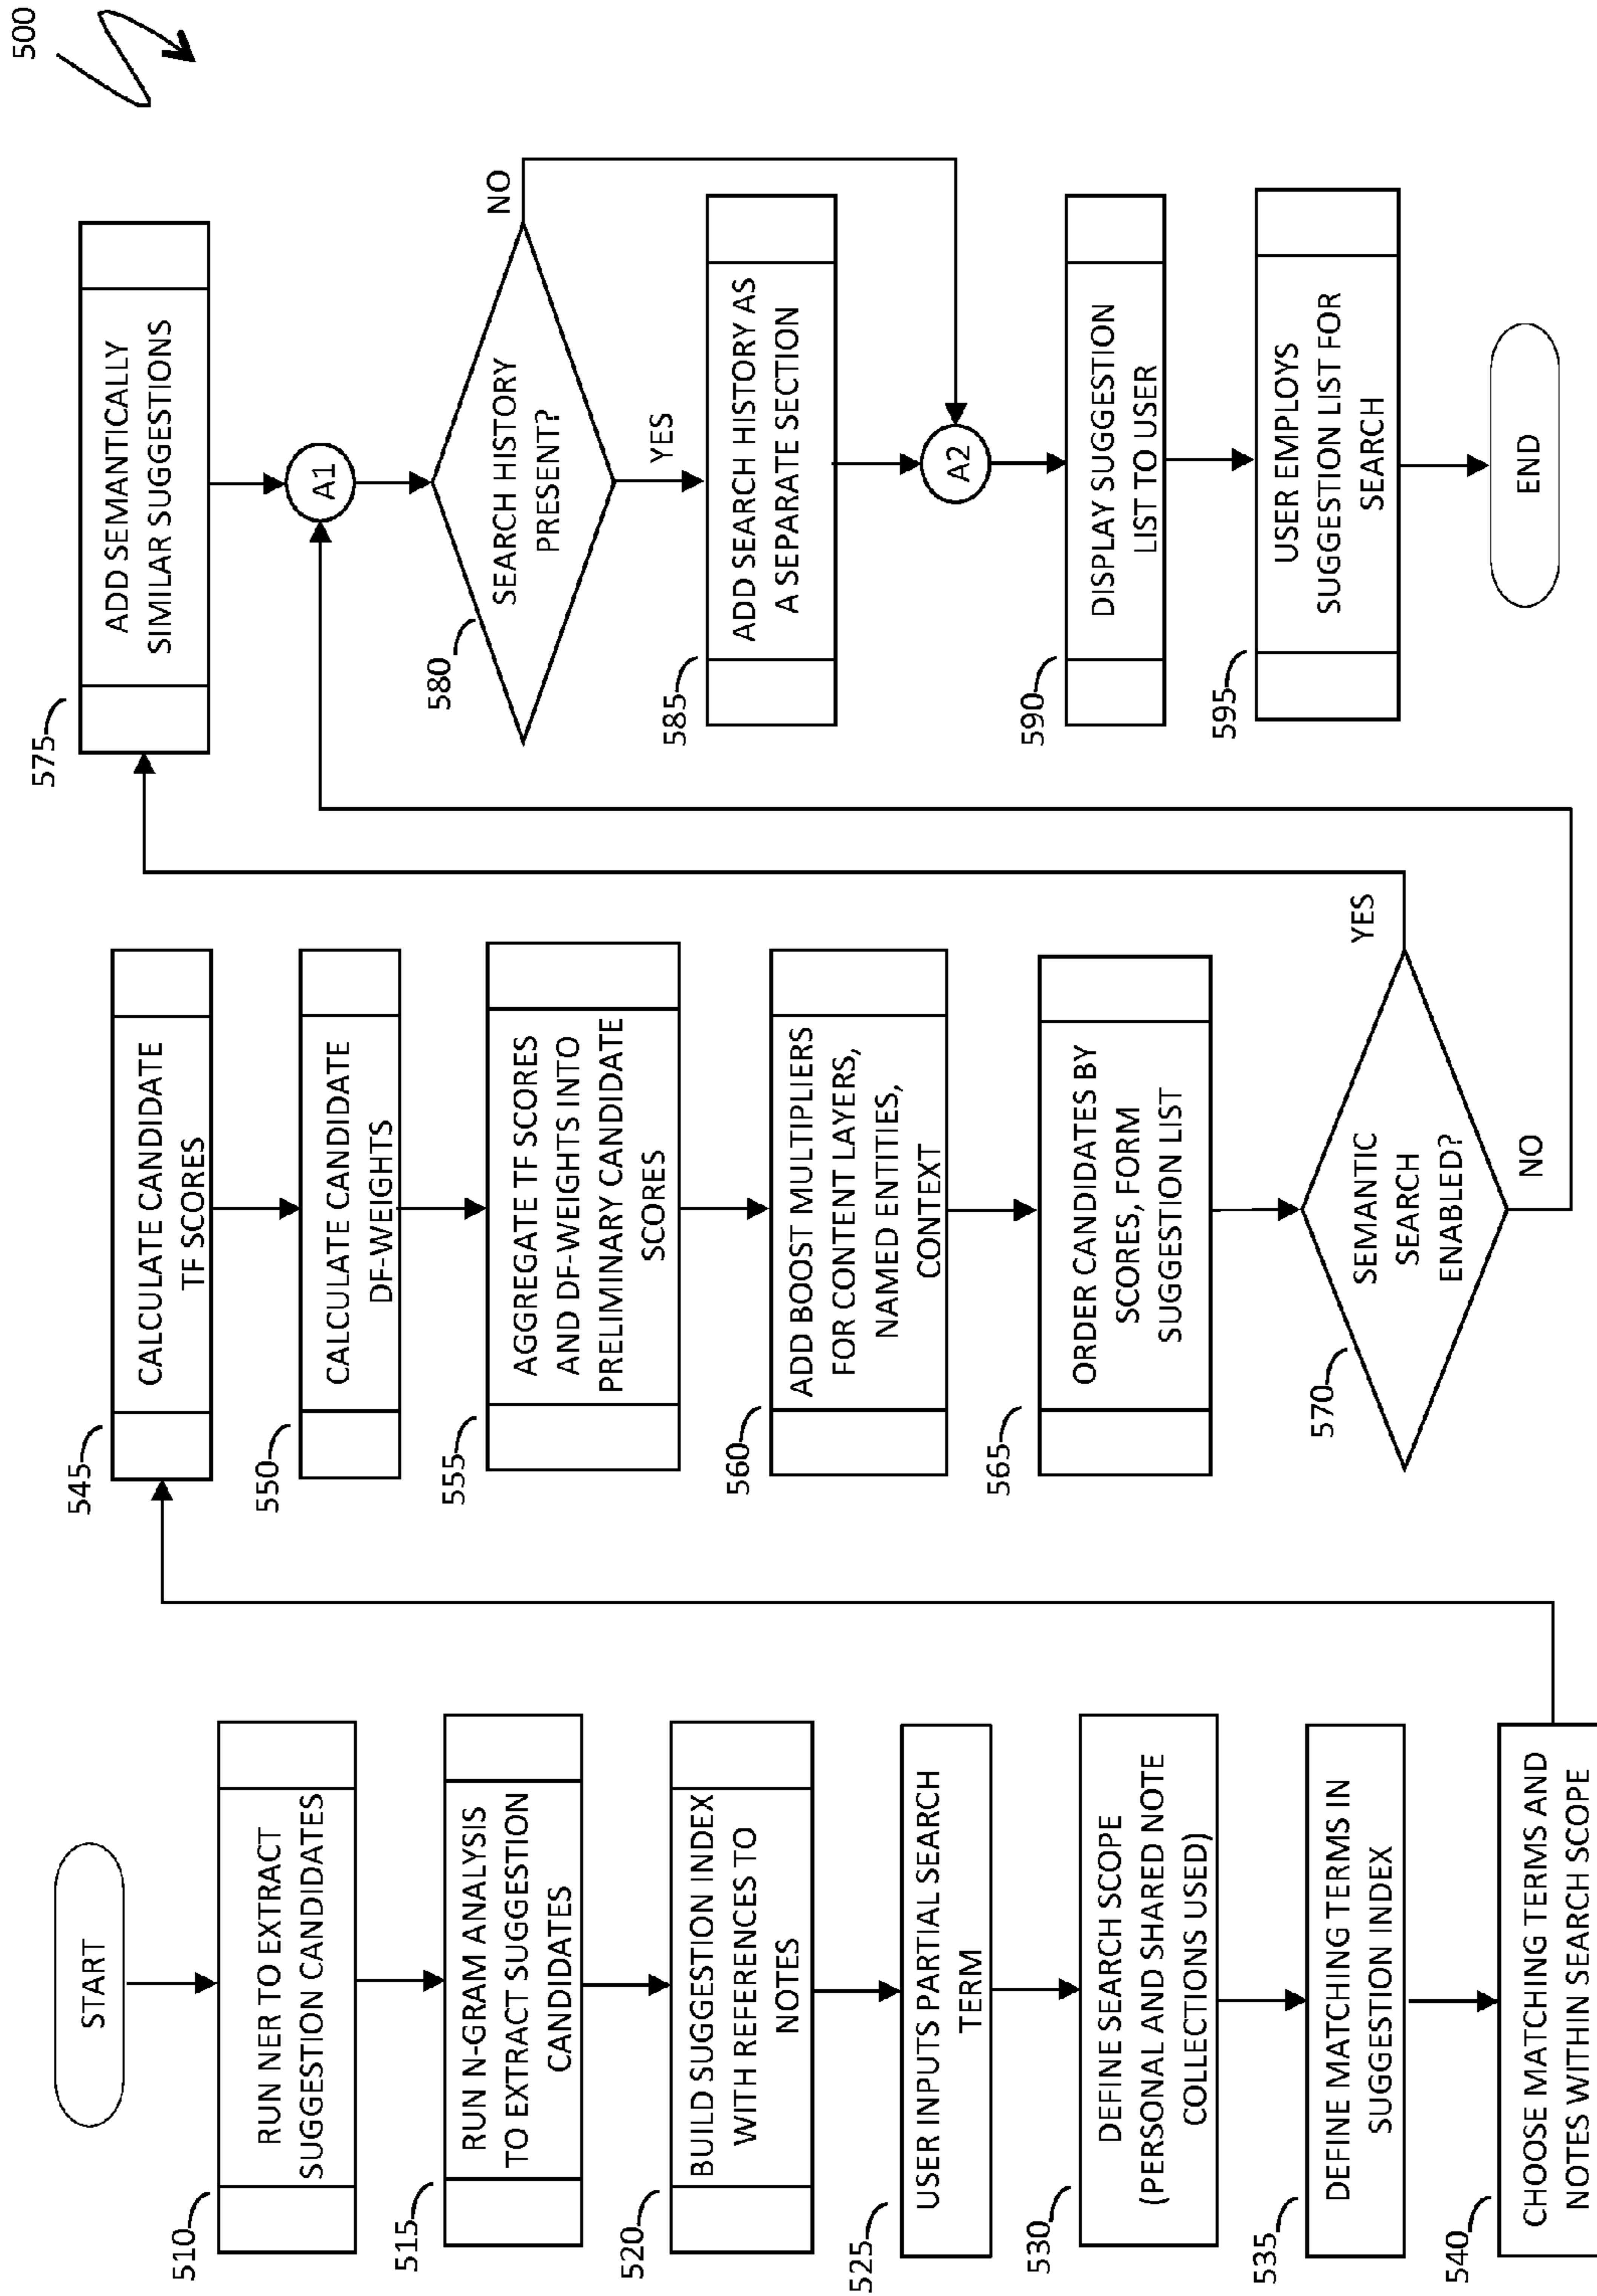 500
START
510
RUN NER TO EXTRACT
SUGGESTION CANDIDATES
515
RUN N-GRAM ANALYSIS
TO EXTRACT SUGGESTION
CANDIDATES
520
BUILD SUGGESTION INDEX
WITH REFERENCES TO
NOTES
525
USER INPUTS PARTIAL SEARCH
TERM
530
DEFINE SEARCH SCOPE
(PERSONAL AND SHARED NOTE
COLLECTIONS USED)
535
DEFINE MATCHING TERMS IN
SUGGESTION INDEX
540
CHOOSE MATCHING TERMS AND
NOTES WITHIN SEARCH SCOPE
545
CALCULATE CANDIDATE
TF SCORES
550
CALCULATE CANDIDATE
DF-WEIGHTS
555
AGGREGATE TF SCORES
AND DF-WEIGHTS INTO
PRELIMINARY CANDIDATE
SCORES
560
ADD BOOST MULTIPLIERS
FOR CONTENT LAYERS,
NAMED ENTITIES,
CONTEXT
565
ORDER CANDIDATES BY
SCORES, FORM
SUGGESTION LIST
570
SEMANTIC
SEARCH
ENABLED?
YES
NO
575
ADD SEMANTICALLY
SIMILAR SUGGESTIONS
A1
580
SEARCH HISTORY
PRESENT?
NO
YES
585
ADD SEARCH HISTORY AS
A SEPARATE SECTION
A2
590
DISPLAY SUGGESTION
LIST TO USER
595
USER EMPLOYS
SUGGESTION LIST FOR
SEARCH
END